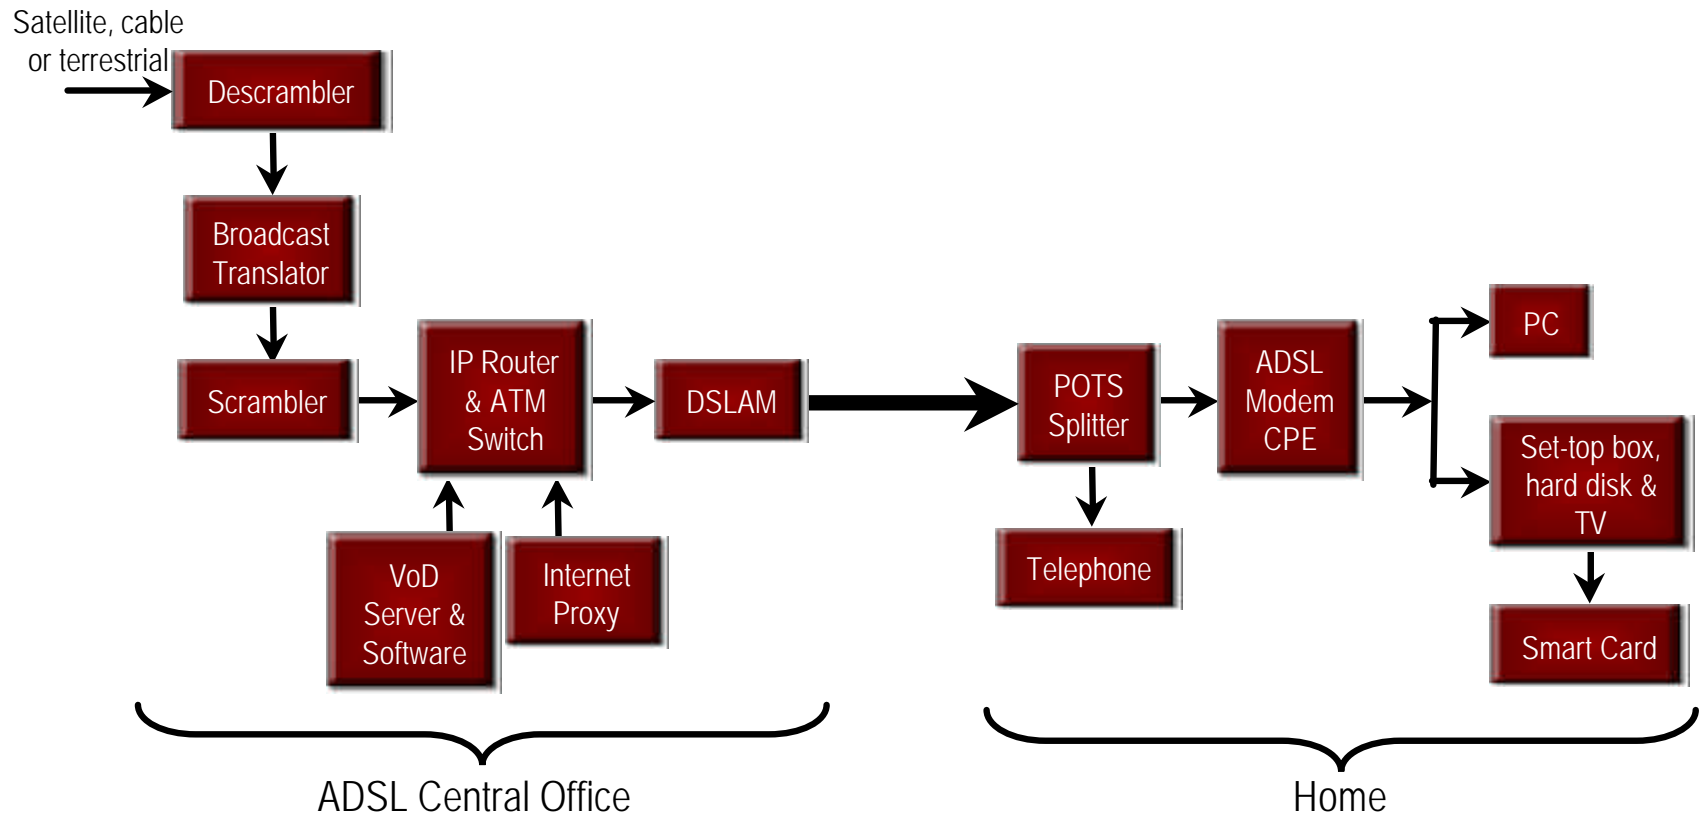 Satellite, cable
or terrestrial
Descrambler
Broadcast
Translator
Scrambler
IP Router
& ATM
Switch
DSLAM
VoD
Server &
Software
Internet
Proxy
POTS
Splitter
Telephone
ADSL
Modem
CPE
PC
Set-top box,
hard disk &
TV
Smart Card
ADSL Central Office
Home